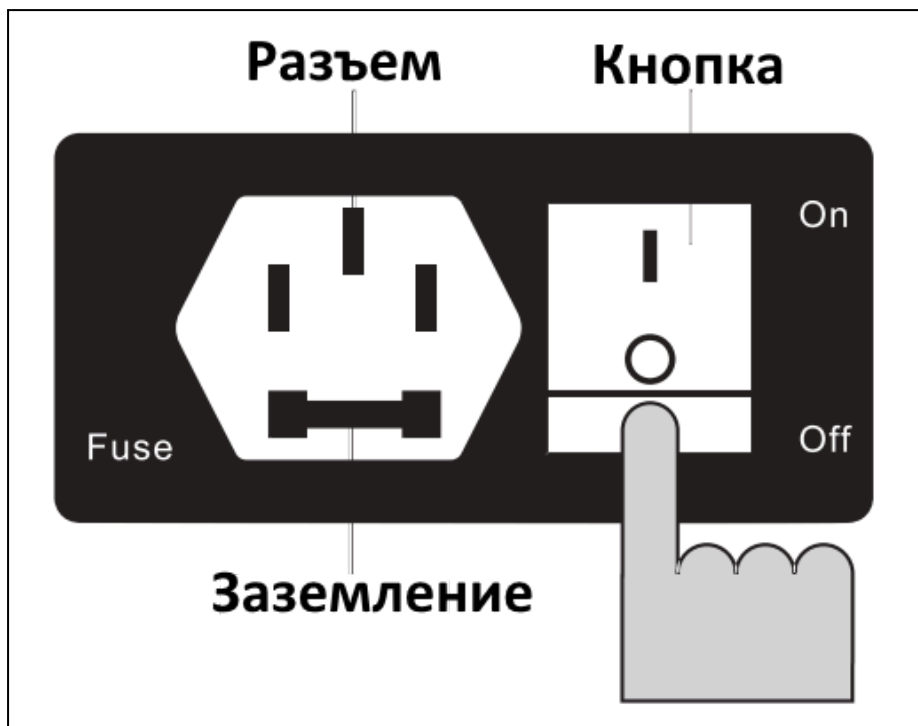 Разъем
Кнопка
On
Fuse
Off
Заземление